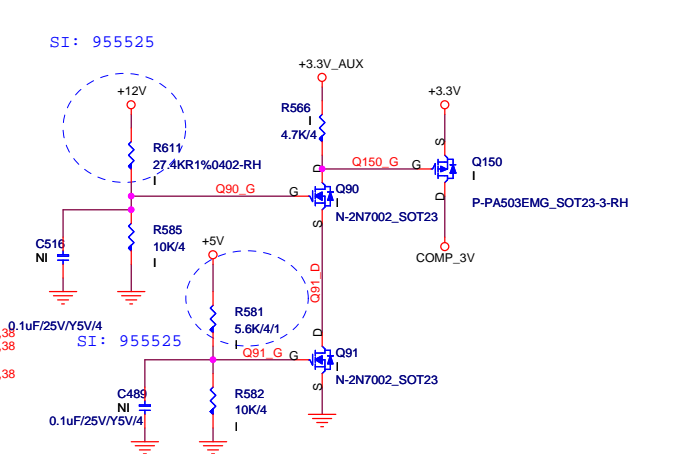 SI: 955525
+3.3V_AUX
+12V
+3.3V
R566
I
4.7K/4
R611
27.4KR1%0402-RH
I
D
Q150_G
G
S
Q150
I
D
P-PA503EMG_SOT23-3-RH
Q90_G
G
Q90
I
N-2N7002_SOT23
S
R585
10K/4
I
C516
NI
+5V
COMP_3V
Q91_D
0.1uF/25V/Y5V/4
,38
,38
,38
SI: 955525
R581
5.6K/4/1
I
Q91_G
G
D
Q91
I
N-2N7002_SOT23
S
C489
NI
0.1uF/25V/Y5V/4
R582
10K/4
I